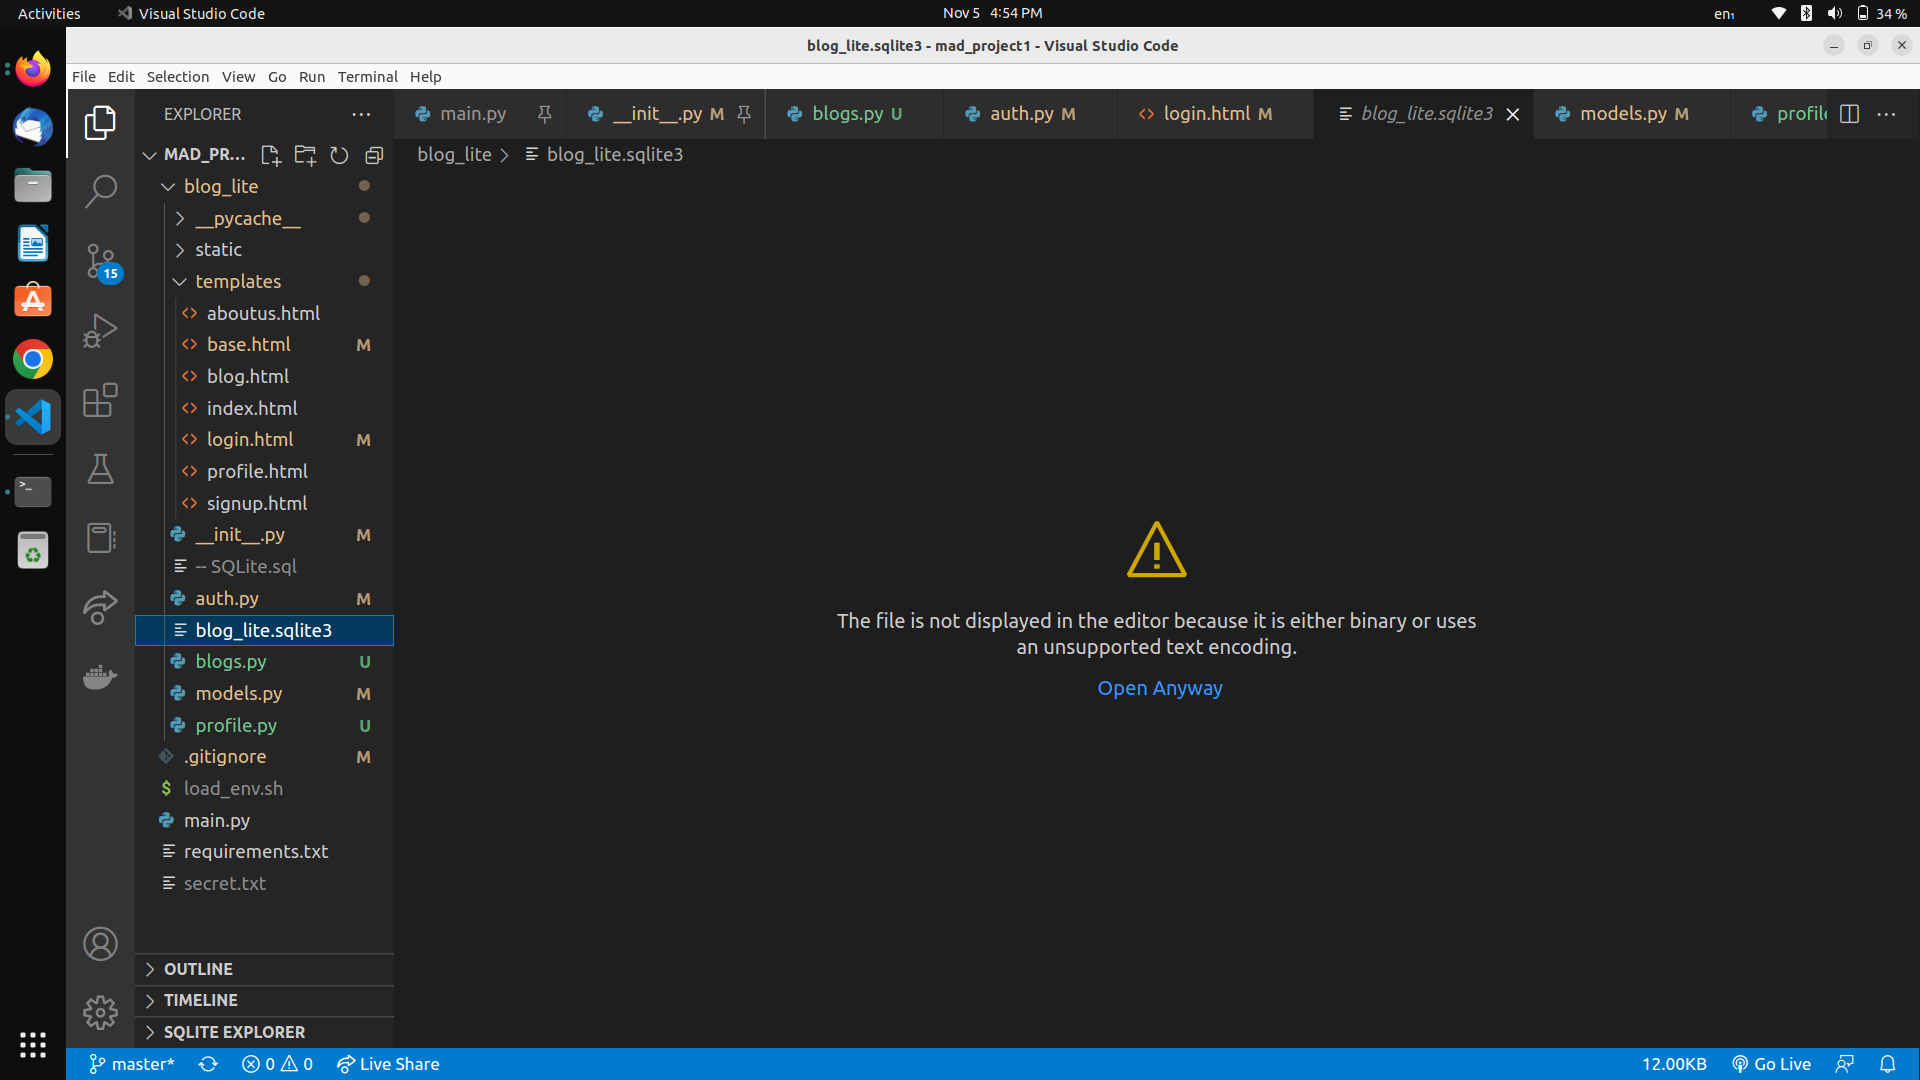 Activities
Visual Studio Code
Nov 5 4:54 PM
en₁
34 %
blog_lite.sqlite3 - mad_project1 - Visual Studio Code
File Edit Selection View Go Run Terminal Help
EXPLORER
MAD_PR...
blog_lite
__pycache__
static
templates
aboutus.html
base.html M
blog.html
index.html
login.html M
profile.html
signup.html
__init__.py M
-- SQLite.sql
auth.py M
blog_lite.sqlite3
blogs.py U
models.py M
profile.py U
.gitignore M
load_env.sh
main.py
requirements.txt
secret.txt
OUTLINE
TIMELINE
SQLITE EXPLORER
15
main.py
__init__.py M
blogs.py U
auth.py M
login.html M
blog_lite.sqlite3
models.py M
profile
blog_lite > blog_lite.sqlite3
The file is not displayed in the editor because it is either binary or uses
an unsupported text encoding.
Open Anyway
master* 0 0 Live Share
12.00KB Go Live